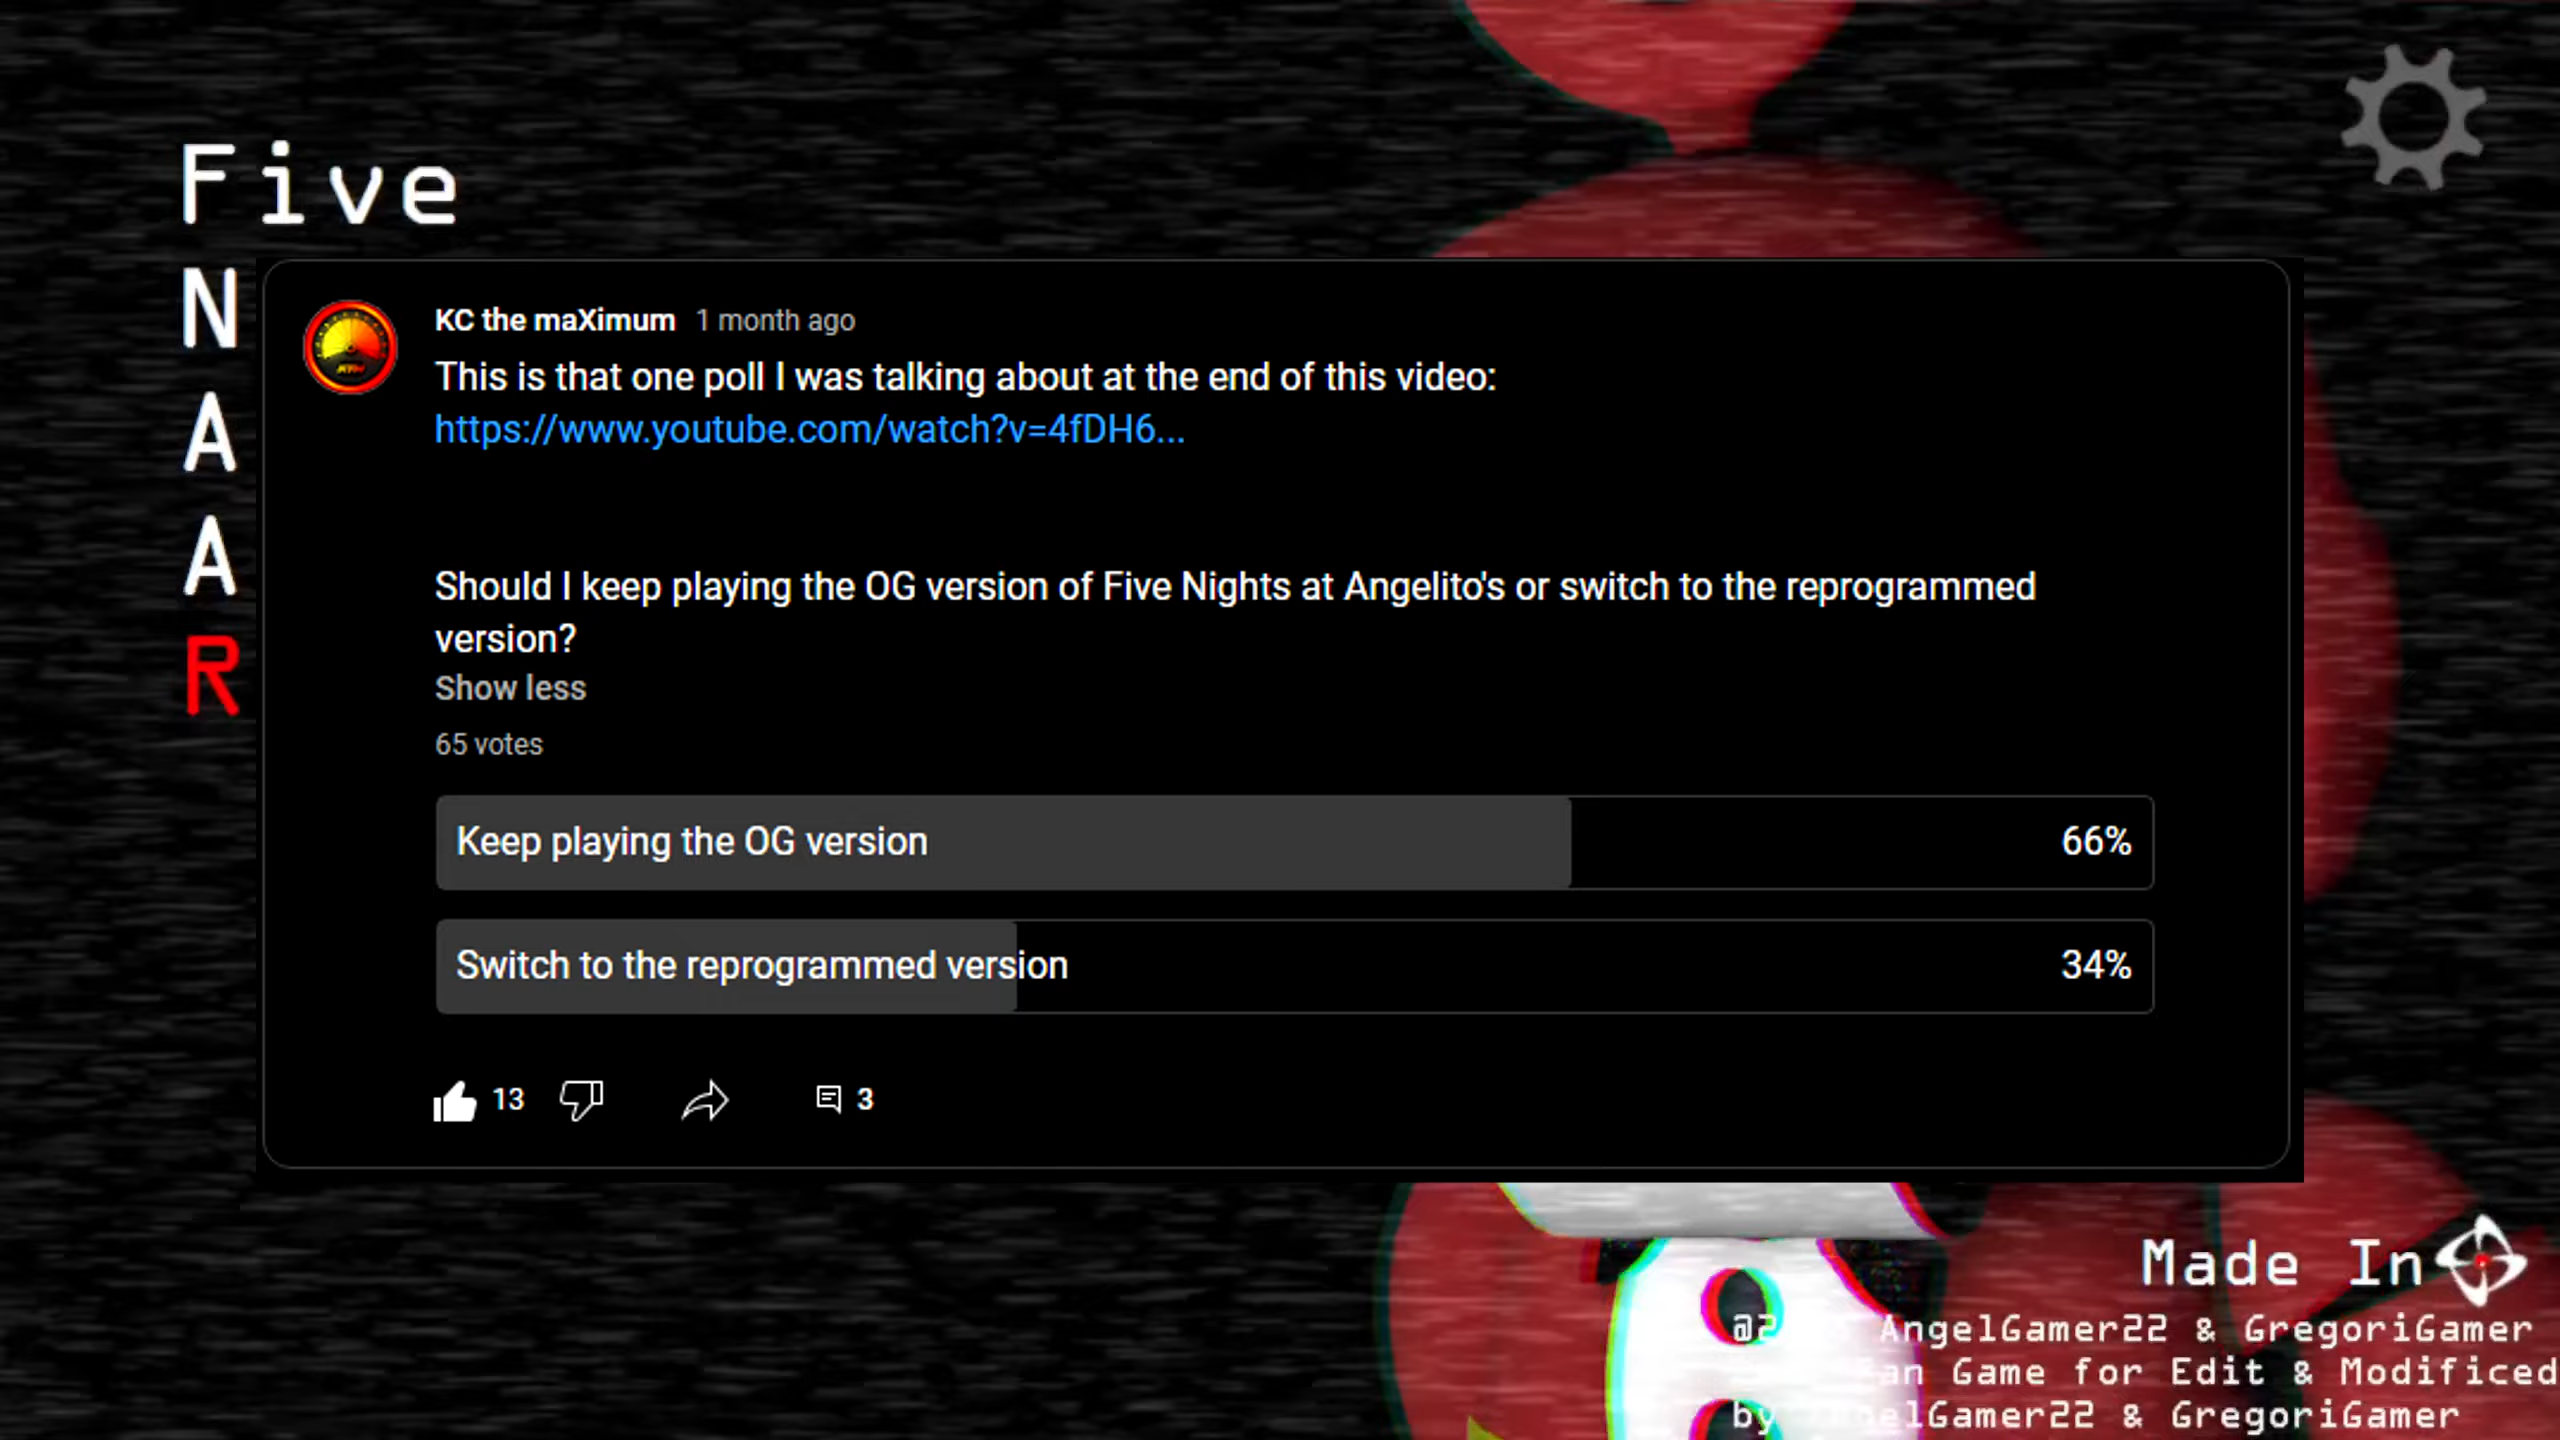 Five
N
A
A
R
KC the maXimum 1 month ago
This is that one poll I was talking about at the end of this video:
https://www.youtube.com/watch?v=4fDH6...
Should I keep playing the OG version of Five Nights at Angelito's or switch to the reprogrammed
version?
Show less
65 votes
Keep playing the OG version 66%
Switch to the reprogrammed version 34%
13 3
Made In
AngelGamer22 & GregoriGamer
Game for Edit & Modificed
by GregoriGamer